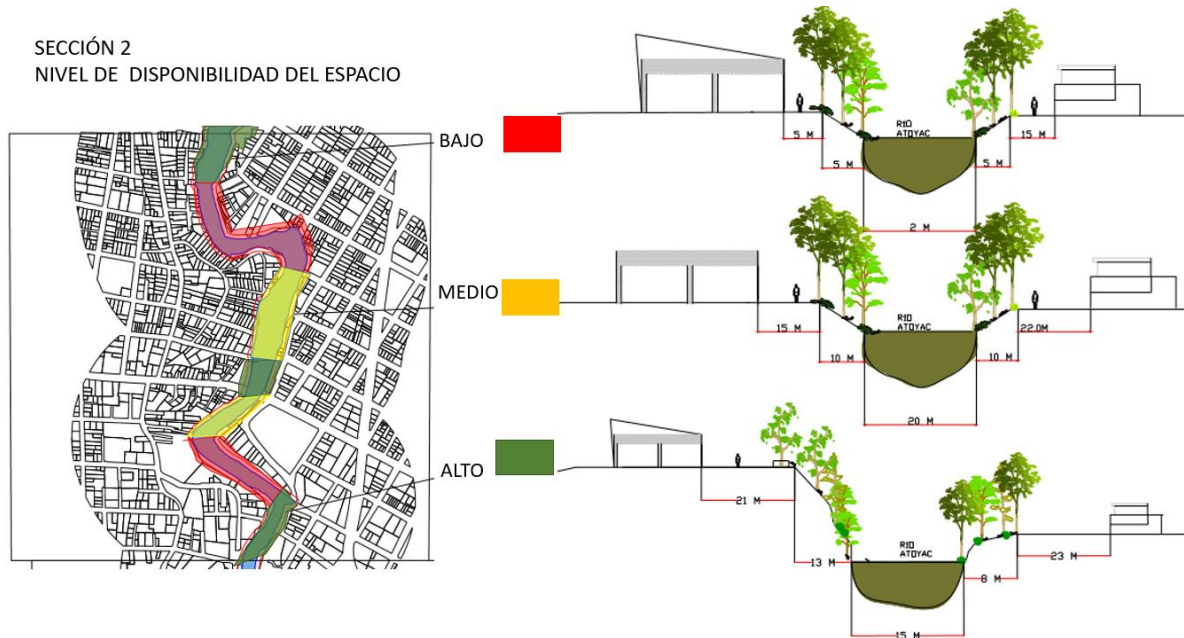 SECCIÓN 2
NIVEL DE DISPONIBILIDAD DEL ESPACIO
BAJO
5 M
5 M
RIO
ATOYAC
5 M
15 M
2 M
MEDIO
15 M
10 M
RIO
ATOYAC
10 M
22.0M
20 M
ALTO
21 M
13 M
RIO
ATOYAC
8 M
23 M
15 M